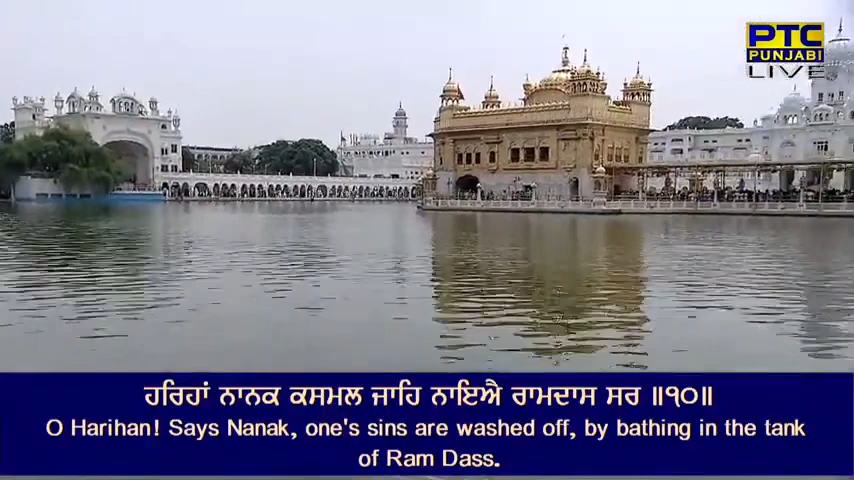 PTC
PUNJABI
LIVE
ਹਰਿਹਾਂ ਨਾਨਕ ਕਸਮਲ ਜਾਹਿ ਨਾਇਐ ਰਾਮਦਾਸ ਸਰ ॥੧੦॥
O Harihan! Says Nanak, one's sins are washed off, by bathing in the tank
of Ram Dass.